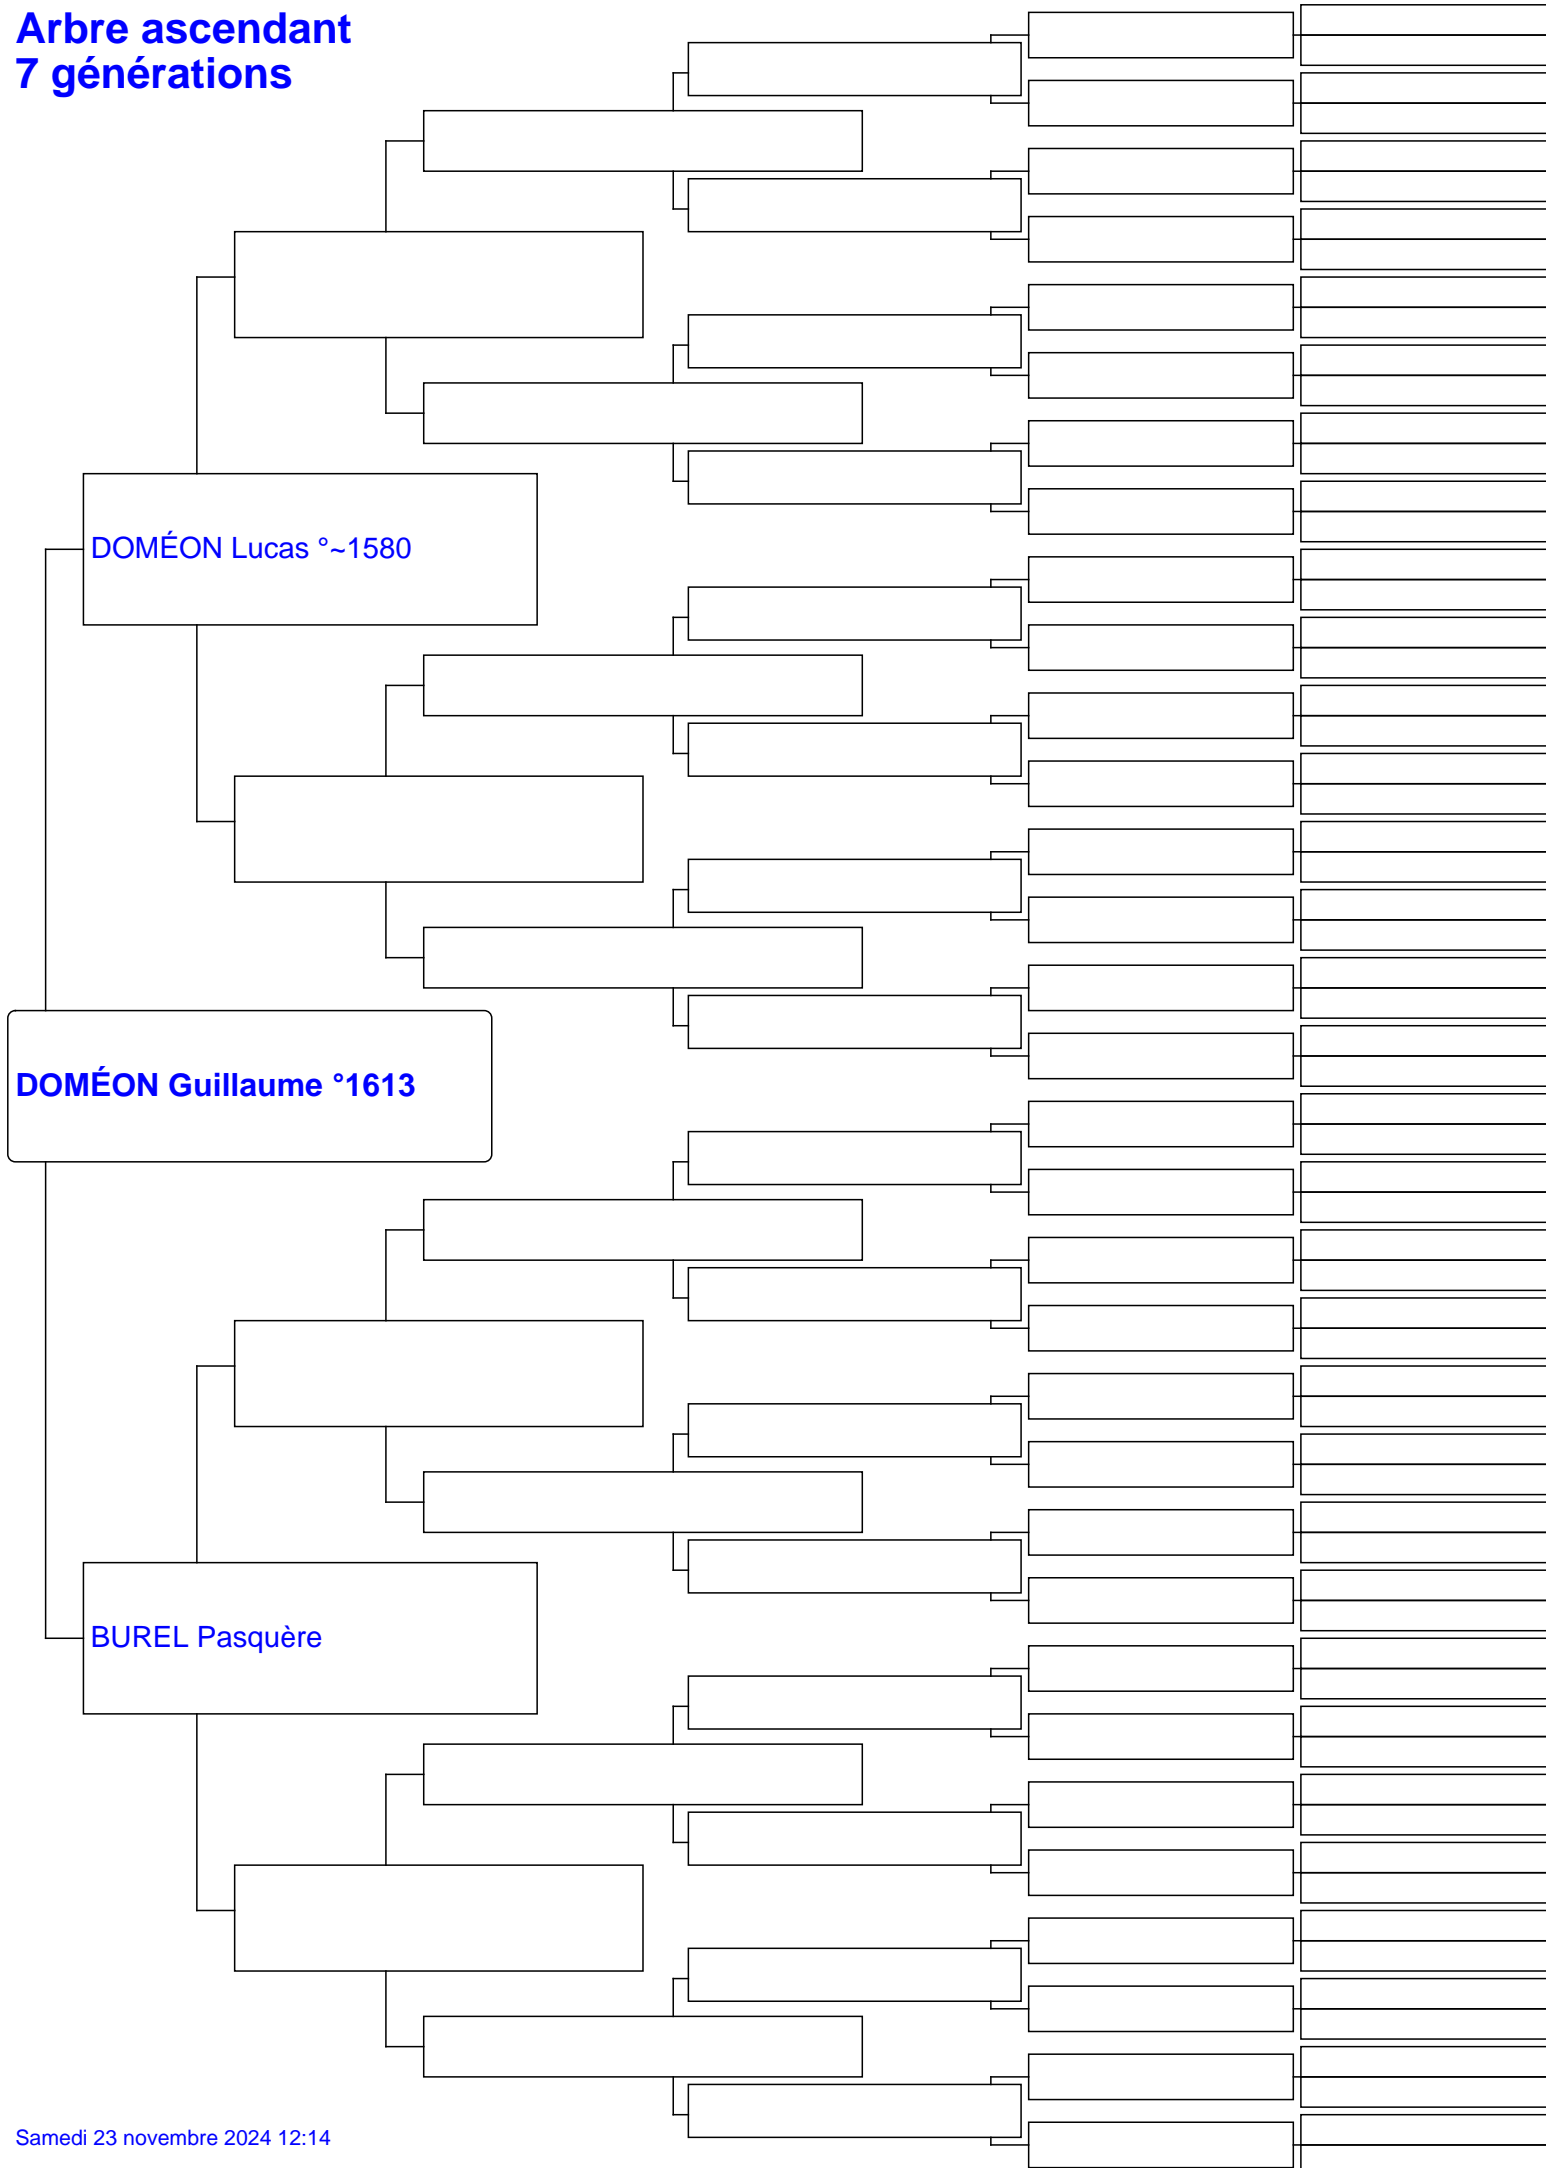 Arbre ascendant
7 générations
DOMÉON Lucas °~1580
DOMÉON Guillaume °1613
BUREL Pasquère
Samedi 23 novembre 2024 12:14